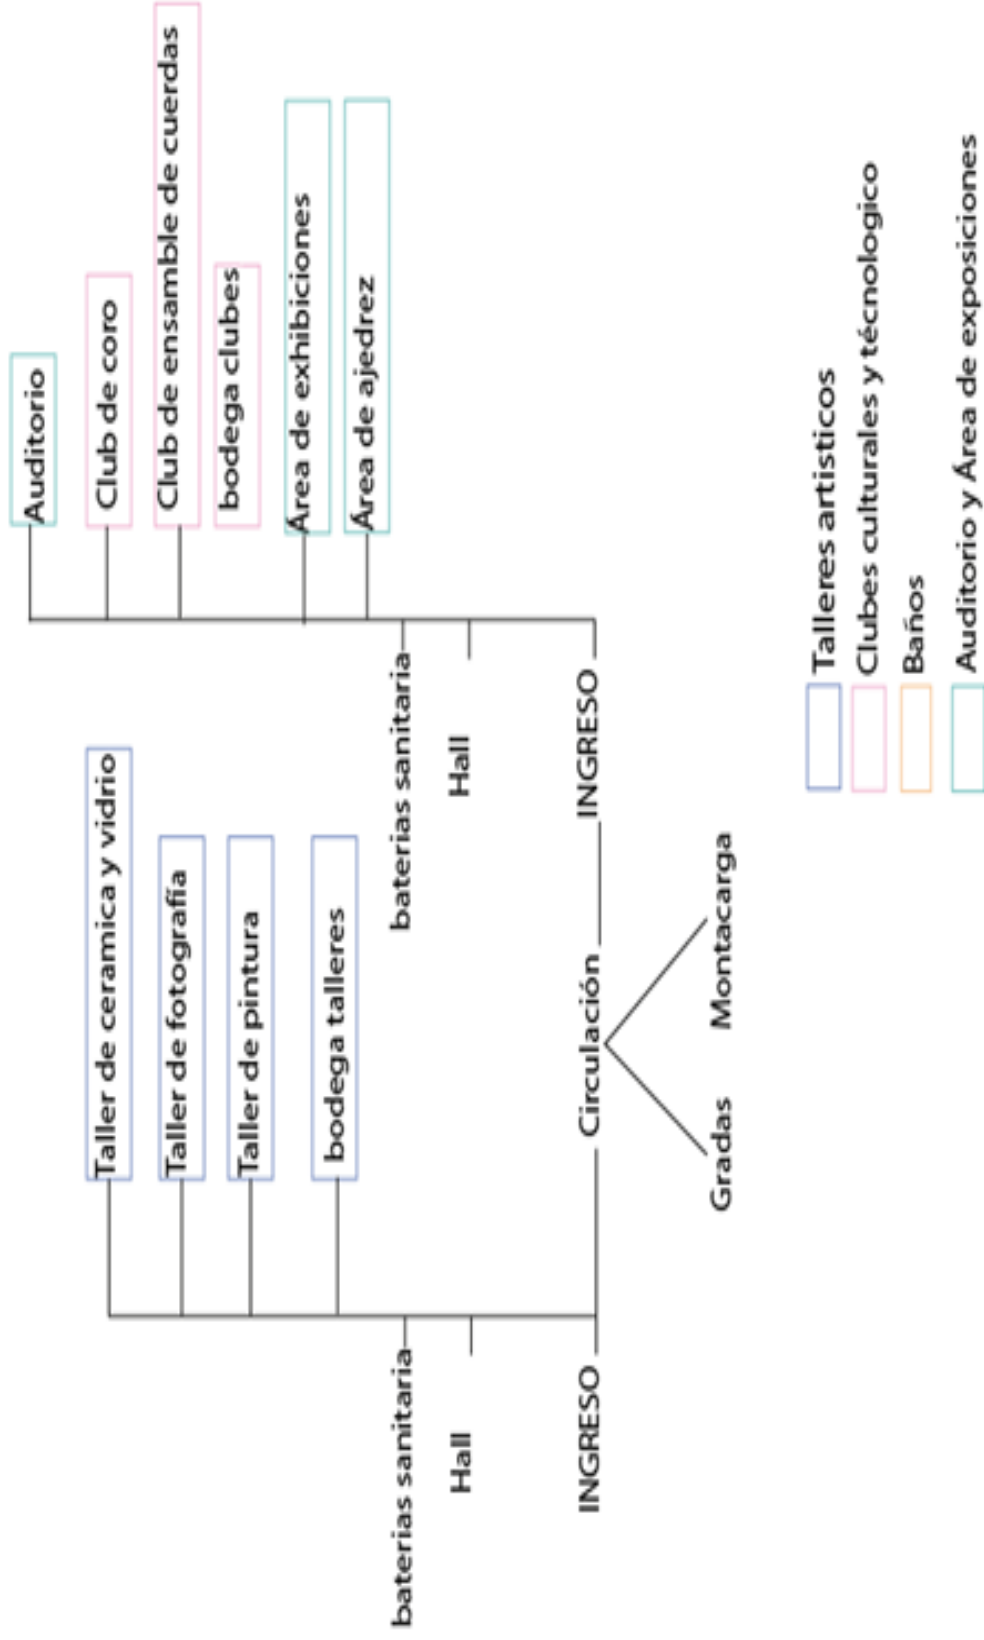 Taller de ceramica y vidrio
Taller de fotografía
Taller de pintura
bodega talleres
baterias sanitaria
Hall
INGRESO
Circulación
Gradas
Montacarga
Auditorio
Club de coro
Club de ensamble de cuerdas
bodega clubes
Área de exhibiciones
Área de ajedrez
baterias sanitaria
Hall
INGRESO
Talleres artisticos
Clubes culturales y técnologico
Baños
Auditorio y Área de exposiciones